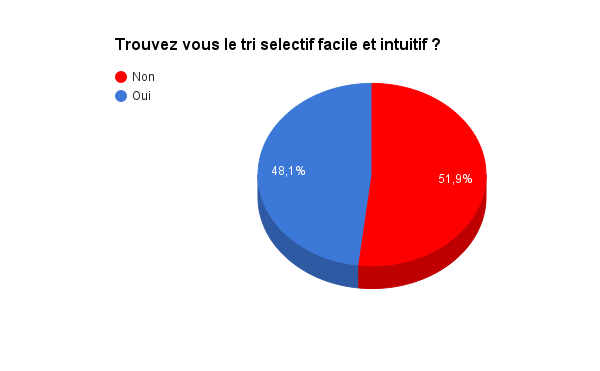 Trouvez vous le tri selectif facile et intuitif ?
Non
Oui
48,1%
51,9%